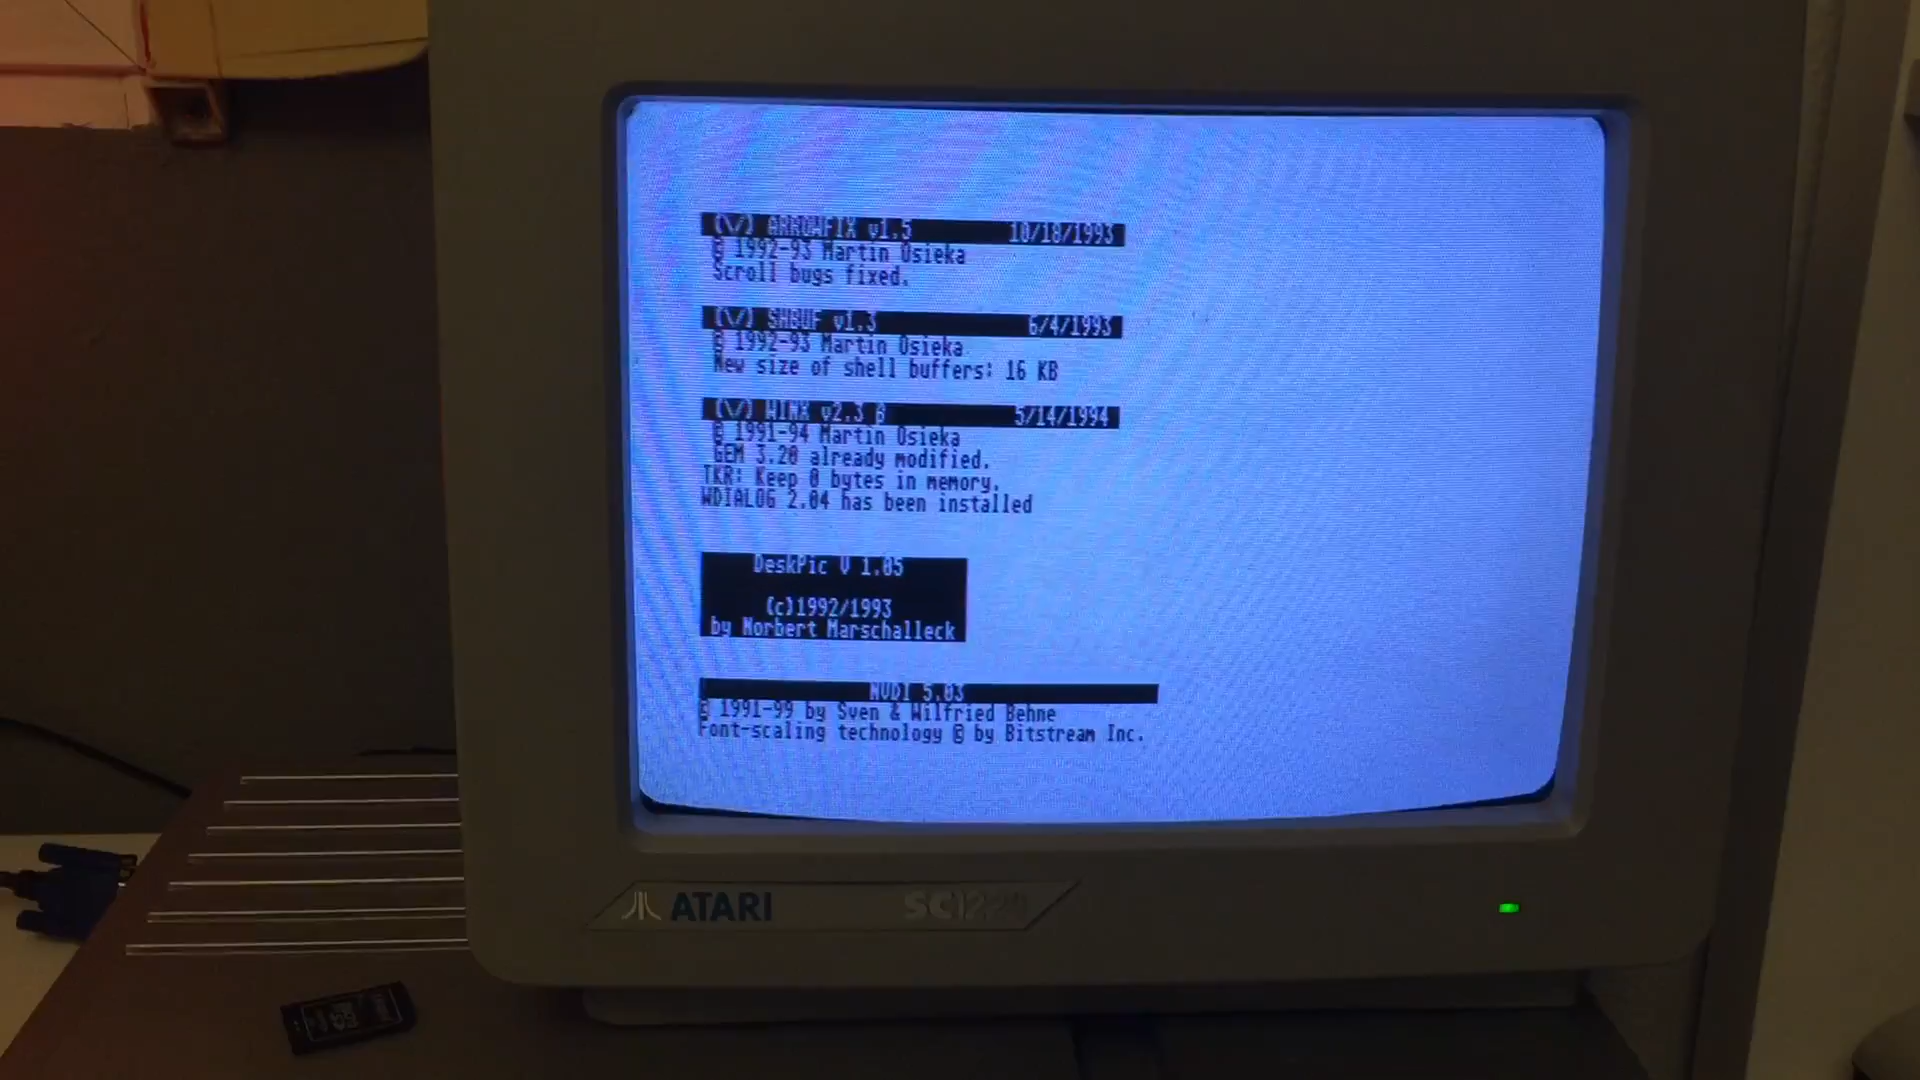 (\/) ARROWFIX v1.5 10/18/1993
© 1992-93 Martin Osieka
Scroll bugs fixed.
(\/) SHBUF v1.3 6/4/1993
© 1992-93 Martin Osieka
New size of shell buffers: 16 KB
(\/) WINX v2.3 β 5/14/1994
© 1991-94 Martin Osieka
GEM 3.20 already modified.
TKR: Keep 0 bytes in memory.
WDIALOG 2.04 has been installed
DeskPic V 1.05
(c)1992/1993
by Norbert Marschalleck
NVDI 5.03
© 1991-99 by Sven & Wilfried Behne
Font-scaling technology © by Bitstream Inc.
ATARI SC1224